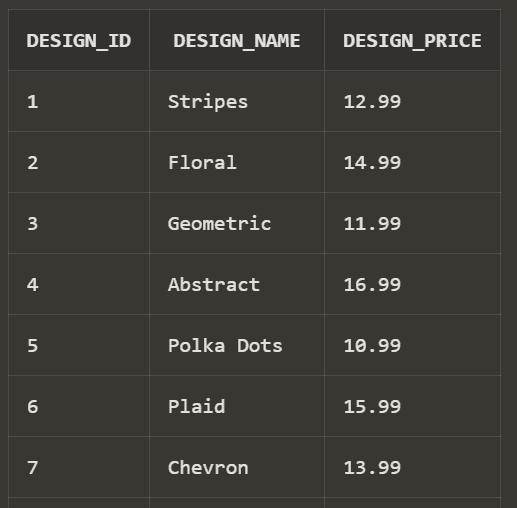 DESIGN_ID DESIGN_NAME DESIGN_PRICE
1 Stripes 12.99
2 Floral 14.99
3 Geometric 11.99
4 Abstract 16.99
5 Polka Dots 10.99
6 Plaid 15.99
7 Chevron 13.99